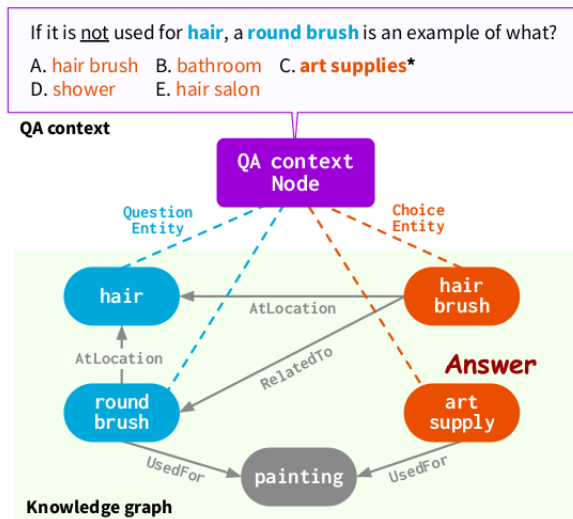 If it is not used for hair, a round brush is an example of what?
A. hair brush B. bathroom C. art supplies*
D. shower E. hair salon
QA context
QA context
Node
Question
Entity
Choice
Entity
hair
hair
brush
AtLocation
AtLocation
RelatedTo
Answer
round
brush
art
supply
UsedFor
painting
UsedFor
Knowledge graph